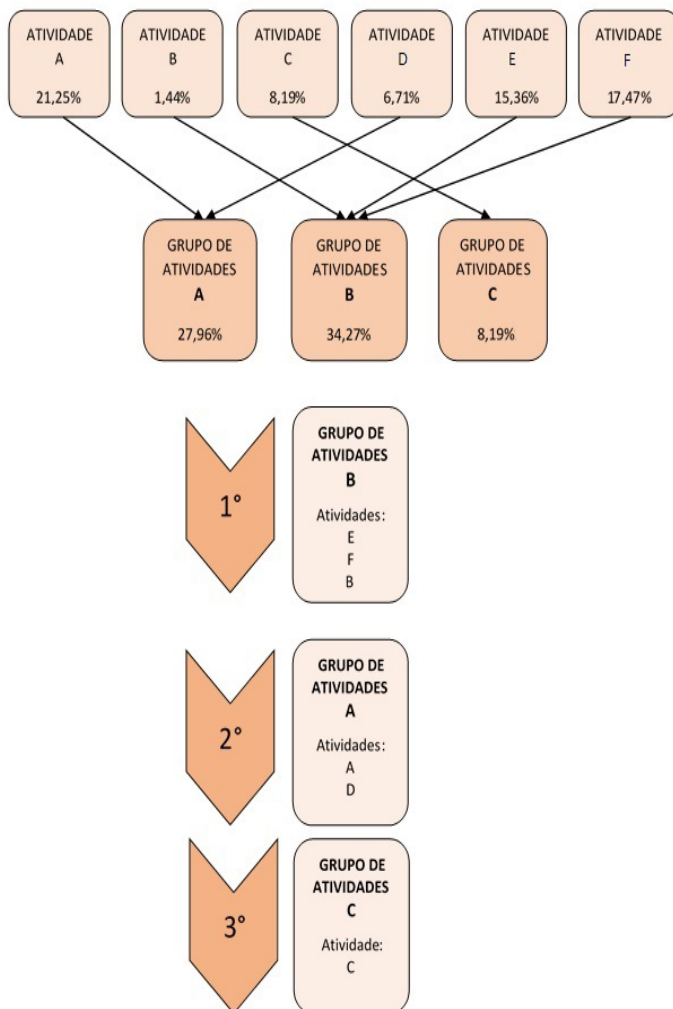 ATIVIDADE
A
21,25%
ATIVIDADE
B
1,44%
ATIVIDADE
C
8,19%
ATIVIDADE
D
6,71%
ATIVIDADE
E
15,36%
ATIVIDADE
F
17,47%
GRUPO DE
ATIVIDADES
A
27,96%
GRUPO DE
ATIVIDADES
B
34,27%
GRUPO DE
ATIVIDADES
C
8,19%
1°
GRUPO DE
ATIVIDADES
B
Atividades:
E
F
B
2°
GRUPO DE
ATIVIDADES
A
Atividades:
A
D
3°
GRUPO DE
ATIVIDADES
C
Atividade:
C